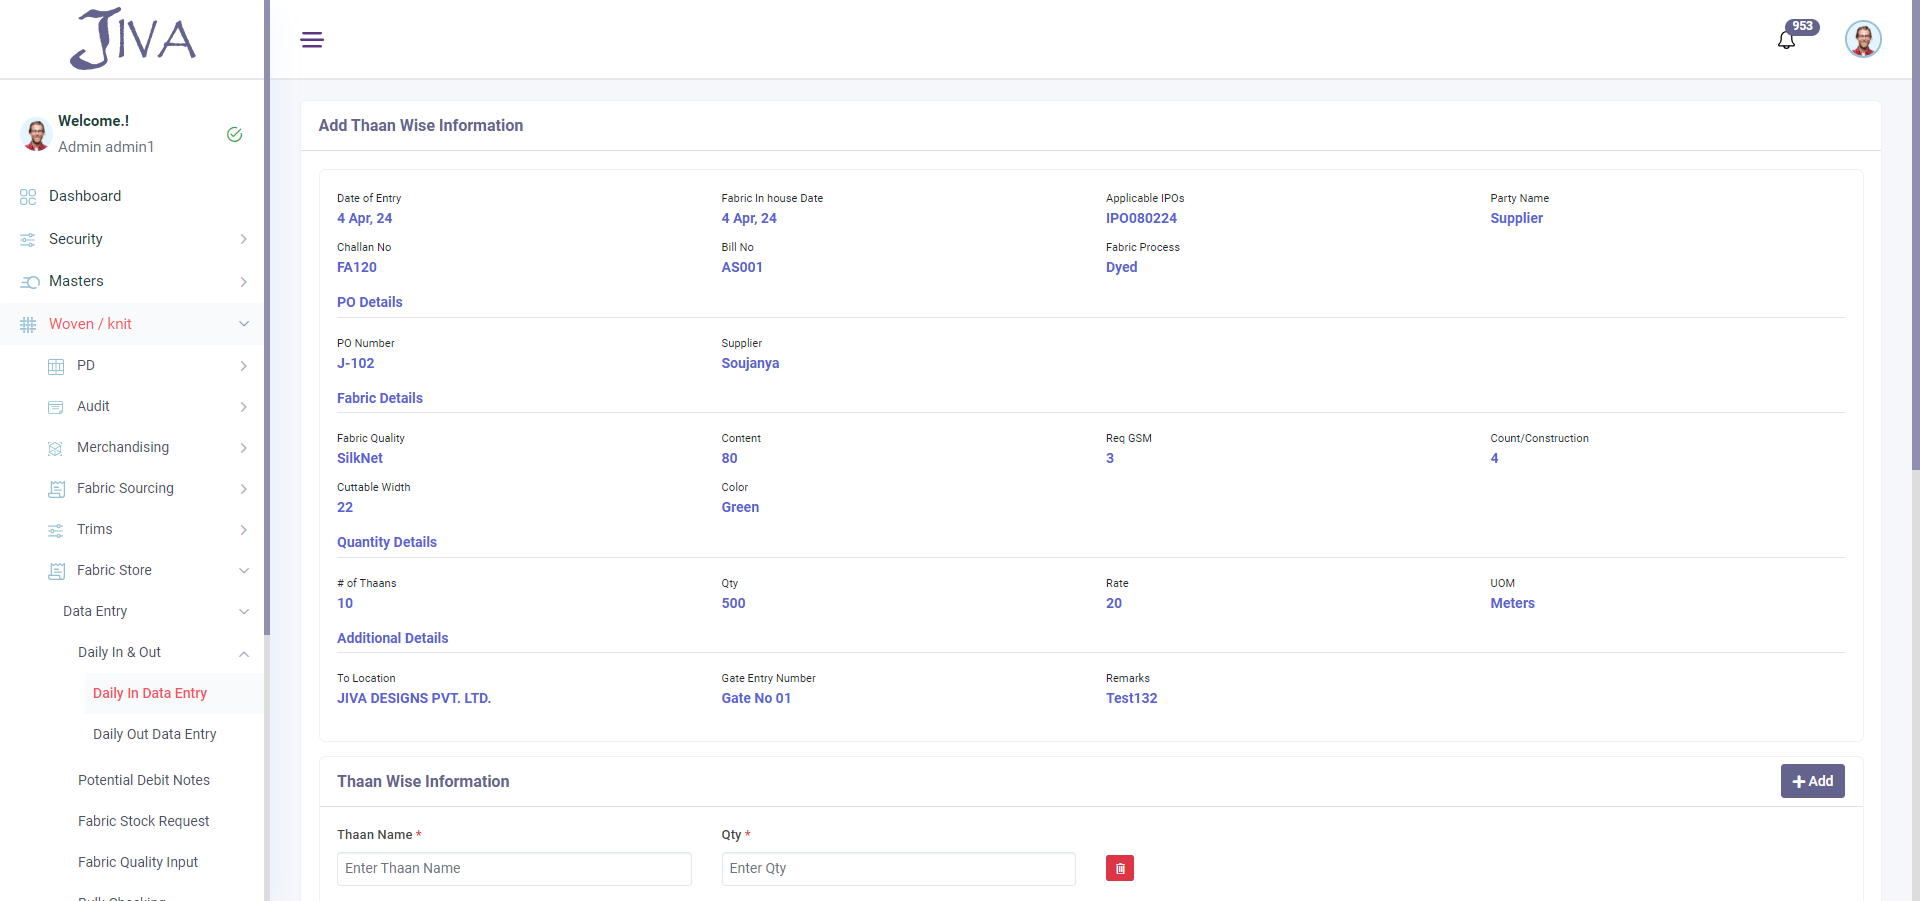 JIVA
953
Welcome.!
Admin admin1
Dashboard
Security
Masters
Woven / knit
PD
Audit
Merchandising
Fabric Sourcing
Trims
Fabric Store
Data Entry
Daily In & Out
Daily In Data Entry
Daily Out Data Entry
Potential Debit Notes
Fabric Stock Request
Fabric Quality Input
Bulk Checking
Add Thaan Wise Information
Date of Entry Fabric In house Date Applicable IPOs Party Name
4 Apr, 24 4 Apr, 24 IPO080224 Supplier
Challan No Bill No Fabric Process
FA120 AS001 Dyed
PO Details
PO Number Supplier
J-102 Soujanya
Fabric Details
Fabric Quality Content Req GSM Count/Construction
SilkNet 80 3 4
Cuttable Width Color
22 Green
Quantity Details
# of Thaans Qty Rate UOM
10 500 20 Meters
Additional Details
To Location Gate Entry Number Remarks
JIVA DESIGNS PVT. LTD. Gate No 01 Test132
Thaan Wise Information
Add
Thaan Name * Qty *
Enter Thaan Name Enter Qty